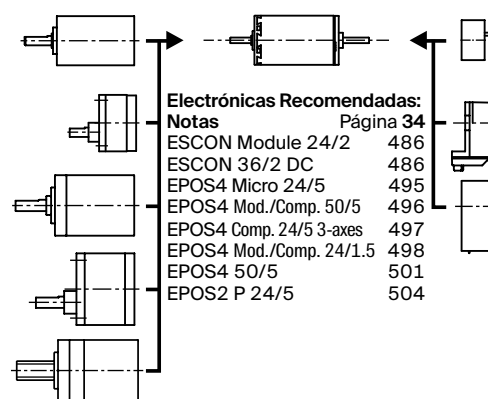 Electrónicas Recomendadas:
Notas Página 34
ESCON Module 24/2 486
ESCON 36/2 DC 486
EPOS4 Micro 24/5 495
EPOS4 Mod./Comp. 50/5 496
EPOS4 Comp. 24/5 3-axes 497
EPOS4 Mod./Comp. 24/1.5 498
EPOS4 50/5 501
EPOS2 P 24/5 504